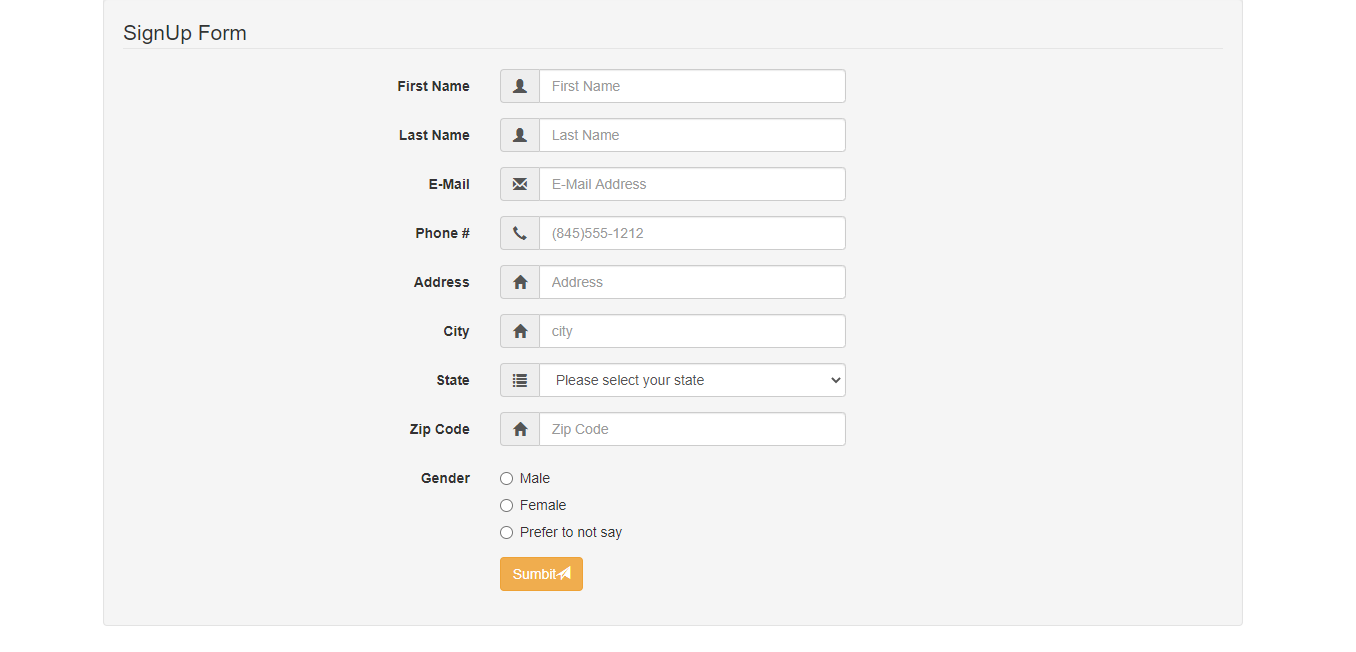 SignUp Form
First Name First Name
Last Name Last Name
E-Mail E-Mail Address
Phone # (845)555-1212
Address Address
City city
State Please select your state
Zip Code Zip Code
Gender Male
Female
Prefer to not say
Sumbit